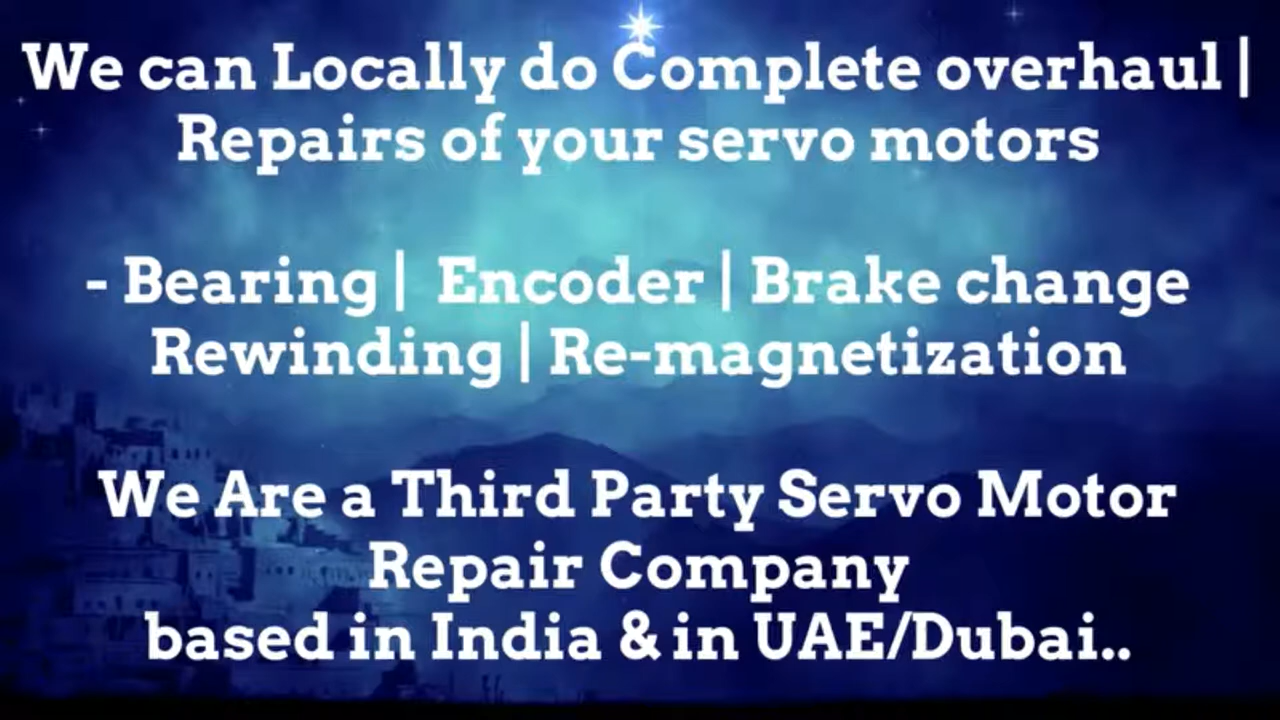 We can Locally do Complete overhaul |
Repairs of your servo motors
- Bearing | Encoder | Brake change
Rewinding | Re-magnetization
We Are a Third Party Servo Motor
Repair Company
based in India & in UAE/Dubai..